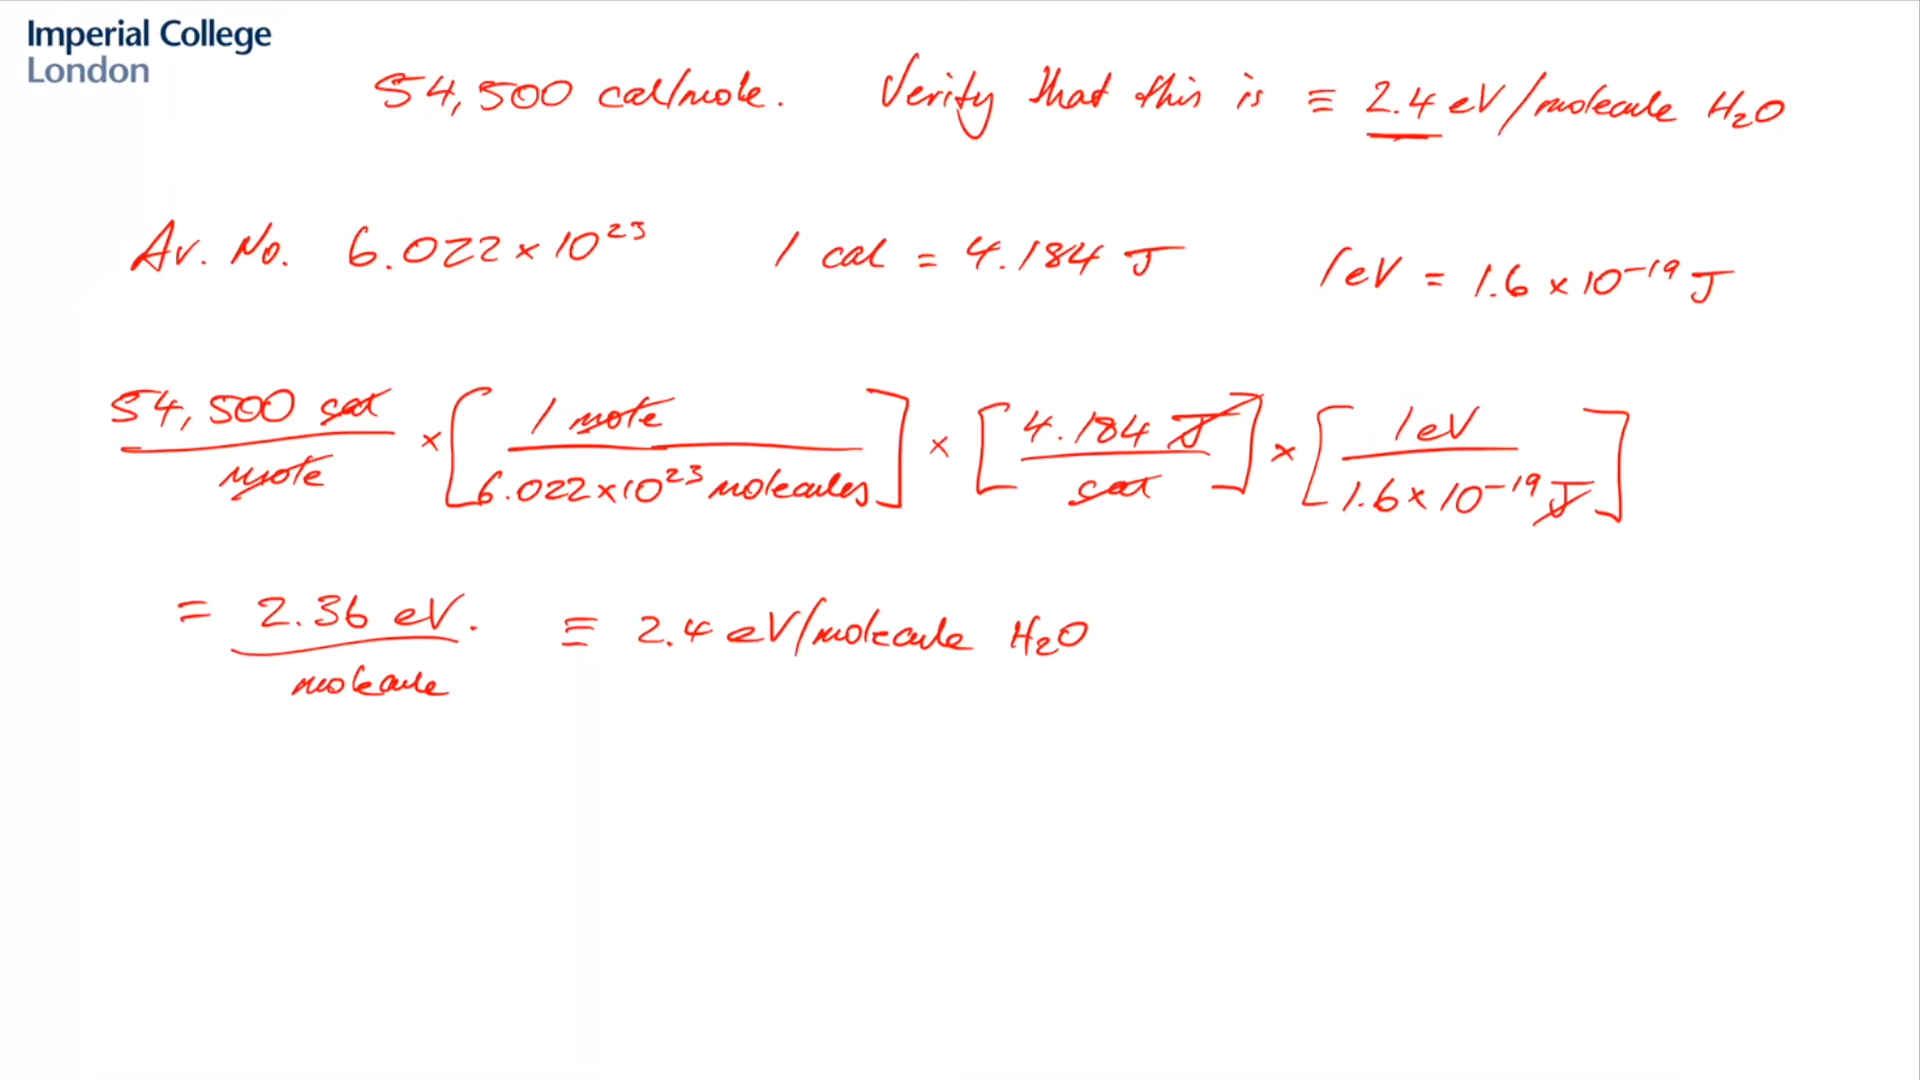 Imperial College
London
54,500 cal/mole. Verify that this is ≡ 2.4 eV/molecule H₂O
Av. No. 6.022 × 10²³ 1 cal = 4.184 J 1eV = 1.6 × 10⁻¹⁹ J
54,500 cal / mole × [1 mole / 6.022×10²³ molecules] × [4.184 J / cal] × [1eV / 1.6 × 10⁻¹⁹ J]
= 2.36 eV. / molecule ≡ 2.4 eV/molecule H₂O